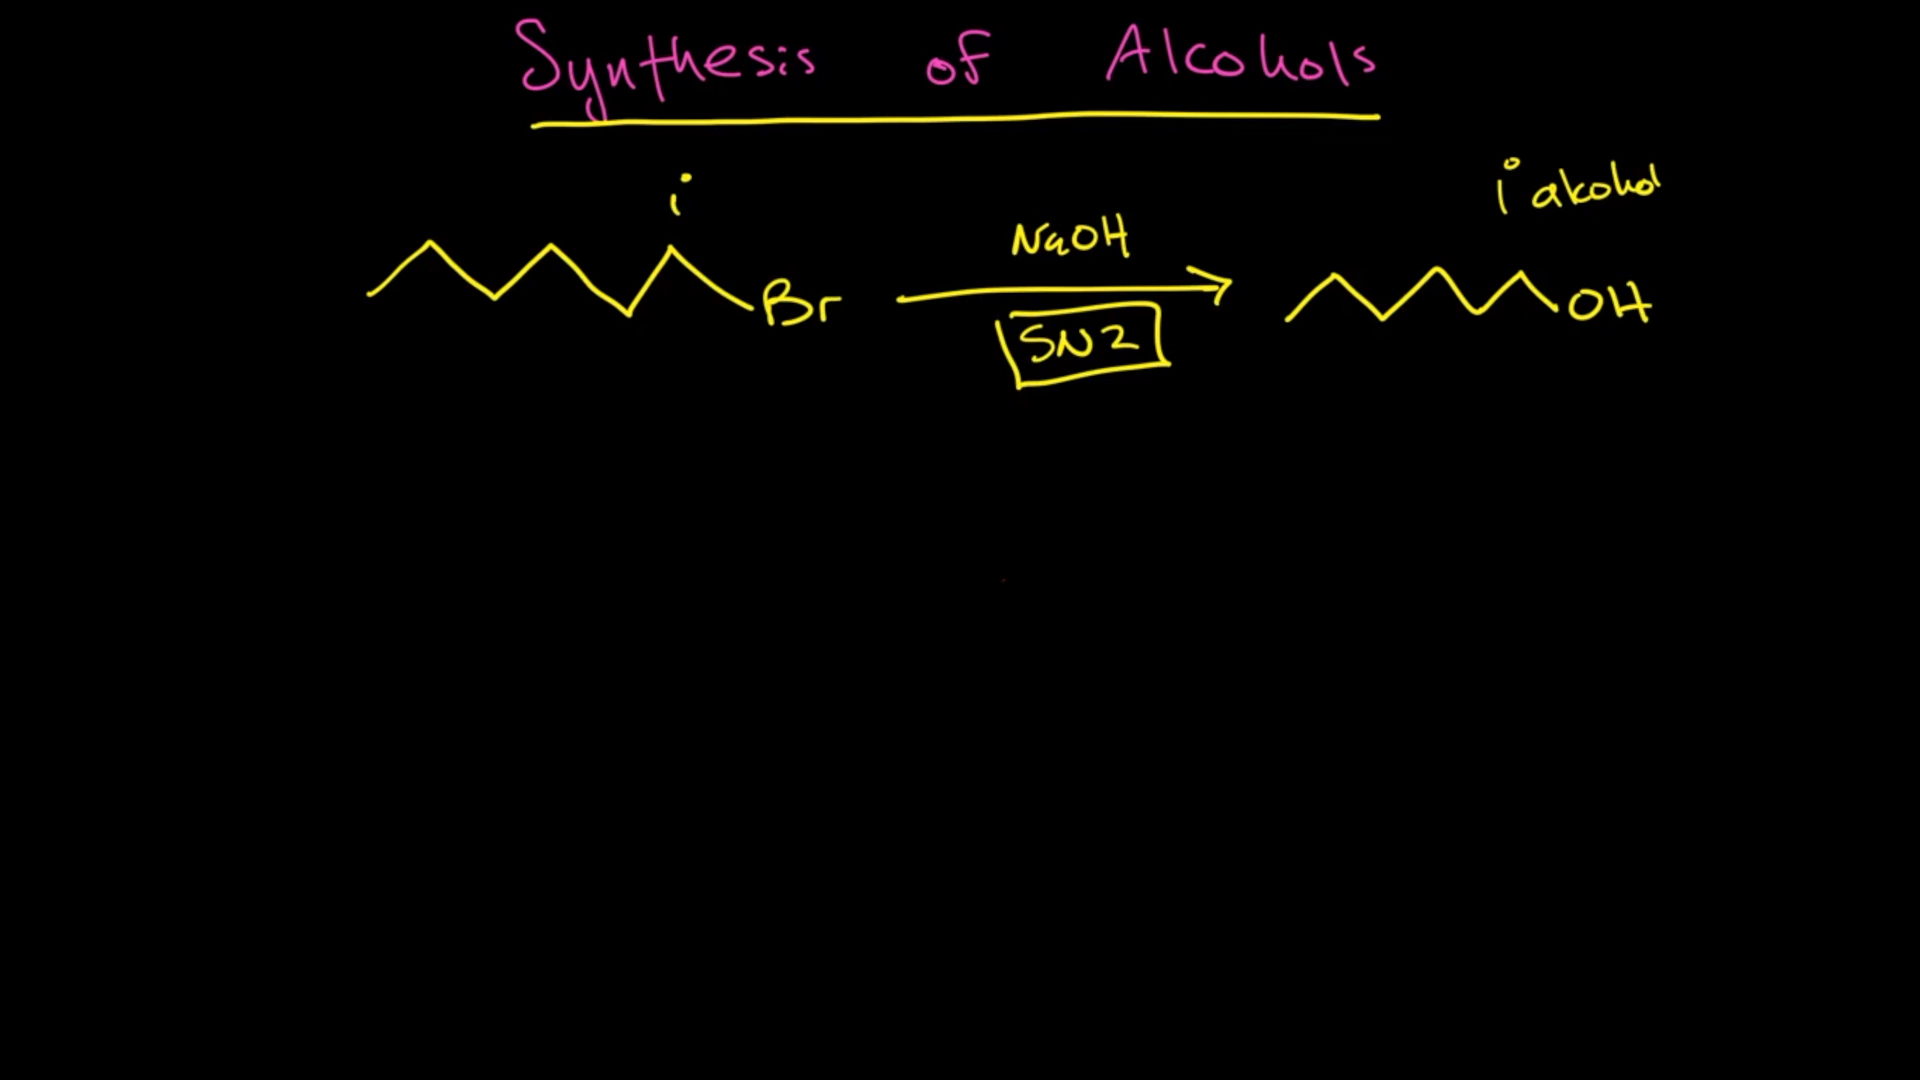 Synthesis of Alcohols
1° 1° alcohol
NaOH
Br OH
SN2